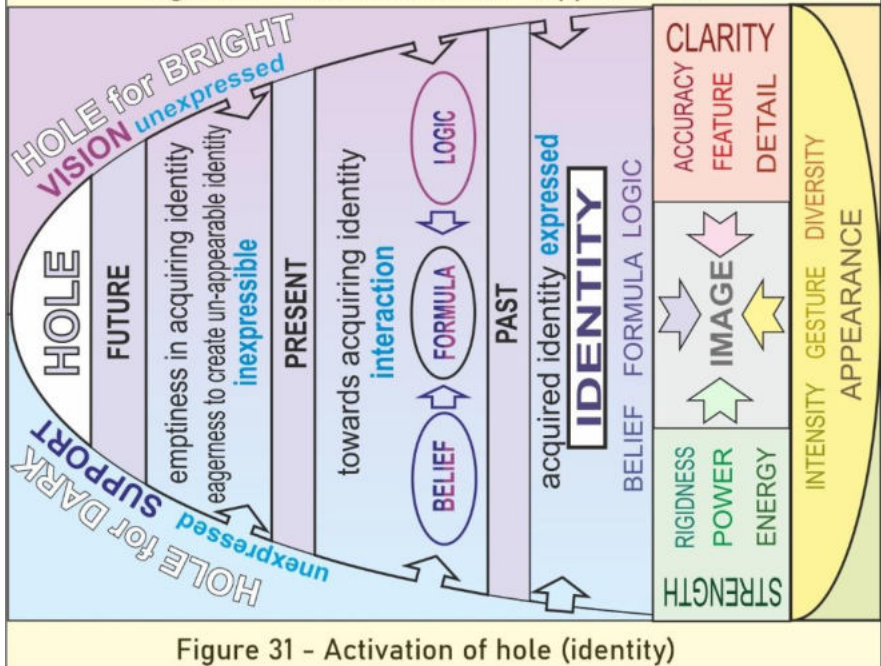 HOLE for BRIGHT
VISION unexpressed
HOLE for DARK
SUPPORT unexpressed
HOLE
FUTURE
emptiness in acquiring identity
eagerness to create un-appearable identity
inexpressible
PRESENT
towards acquiring identity
interaction
BELIEF
FORMULA
LOGIC
PAST
acquired identity expressed
IDENTITY
BELIEF FORMULA LOGIC
CLARITY
ACCURACY
FEATURE
DETAIL
IMAGE
RIGIDNESS
POWER
ENERGY
STRENGTH
INTENSITY GESTURE DIVERSITY
APPEARANCE
Figure 31 - Activation of hole (identity)